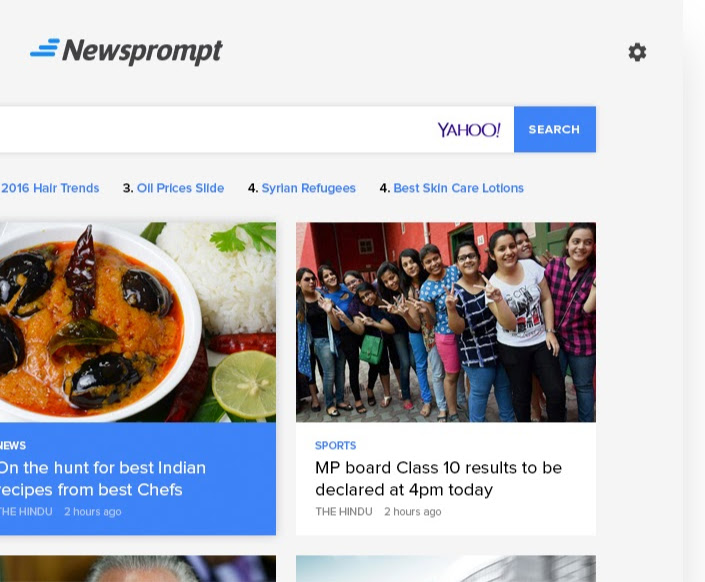 Newsprompt
YAHOO!
SEARCH
2016 Hair Trends 3. Oil Prices Slide 4. Syrian Refugees 4. Best Skin Care Lotions
NEWS
On the hunt for best Indian
recipes from best Chefs
THE HINDU 2 hours ago
SPORTS
MP board Class 10 results to be
declared at 4pm today
THE HINDU 2 hours ago